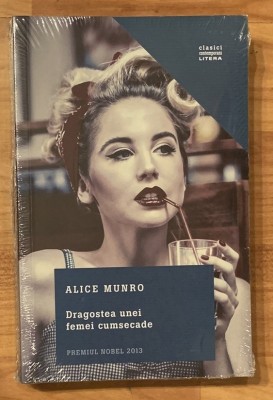 clasici
contemporani
LITERA
ALICE MUNRO
Dragostea unei
femei cumsecade
PREMIUL NOBEL 2013